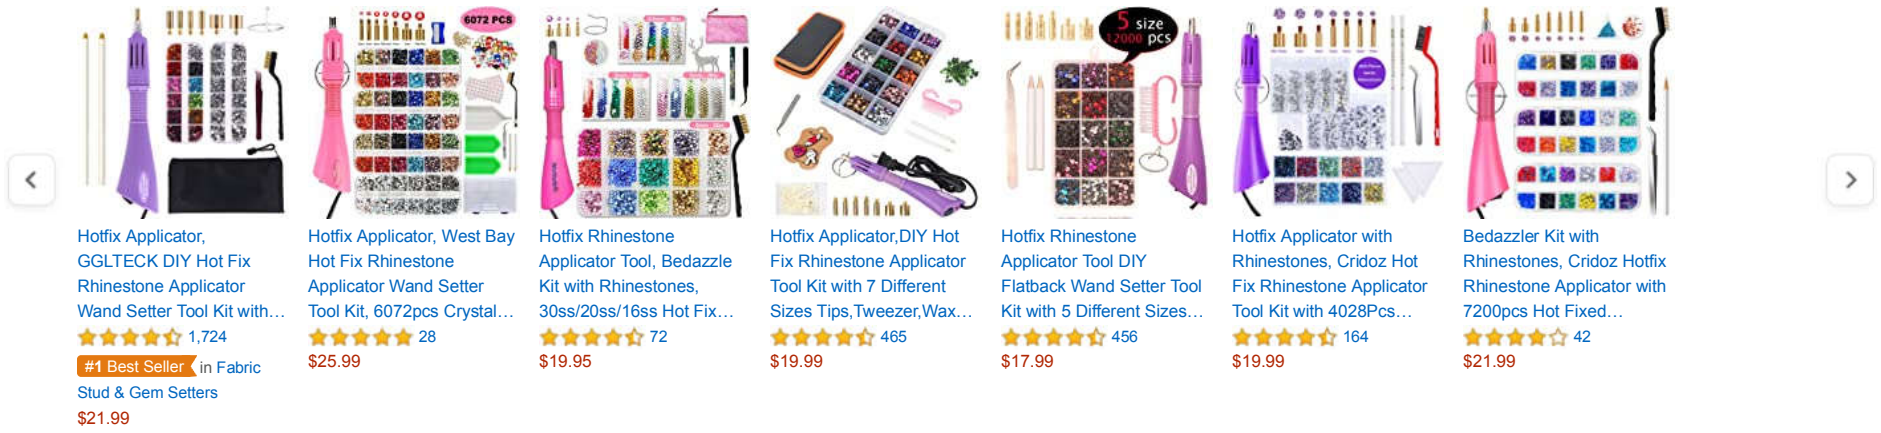 6072 PCS
5 size
12000 pcs
Hotfix Applicator,
GGLTECK DIY Hot Fix
Rhinestone Applicator
Wand Setter Tool Kit with…
1,724
#1 Best Seller in Fabric
Stud & Gem Setters
$21.99
Hotfix Applicator, West Bay
Hot Fix Rhinestone
Applicator Wand Setter
Tool Kit, 6072pcs Crystal…
28
$25.99
Hotfix Rhinestone
Applicator Tool, Bedazzle
Kit with Rhinestones,
30ss/20ss/16ss Hot Fix…
72
$19.95
Hotfix Applicator,DIY Hot
Fix Rhinestone Applicator
Tool Kit with 7 Different
Sizes Tips,Tweezer,Wax…
465
$19.99
Hotfix Rhinestone
Applicator Tool DIY
Flatback Wand Setter Tool
Kit with 5 Different Sizes…
456
$17.99
Hotfix Applicator with
Rhinestones, Cridoz Hot
Fix Rhinestone Applicator
Tool Kit with 4028Pcs…
164
$19.99
Bedazzler Kit with
Rhinestones, Cridoz Hotfix
Rhinestone Applicator with
7200pcs Hot Fixed…
42
$21.99